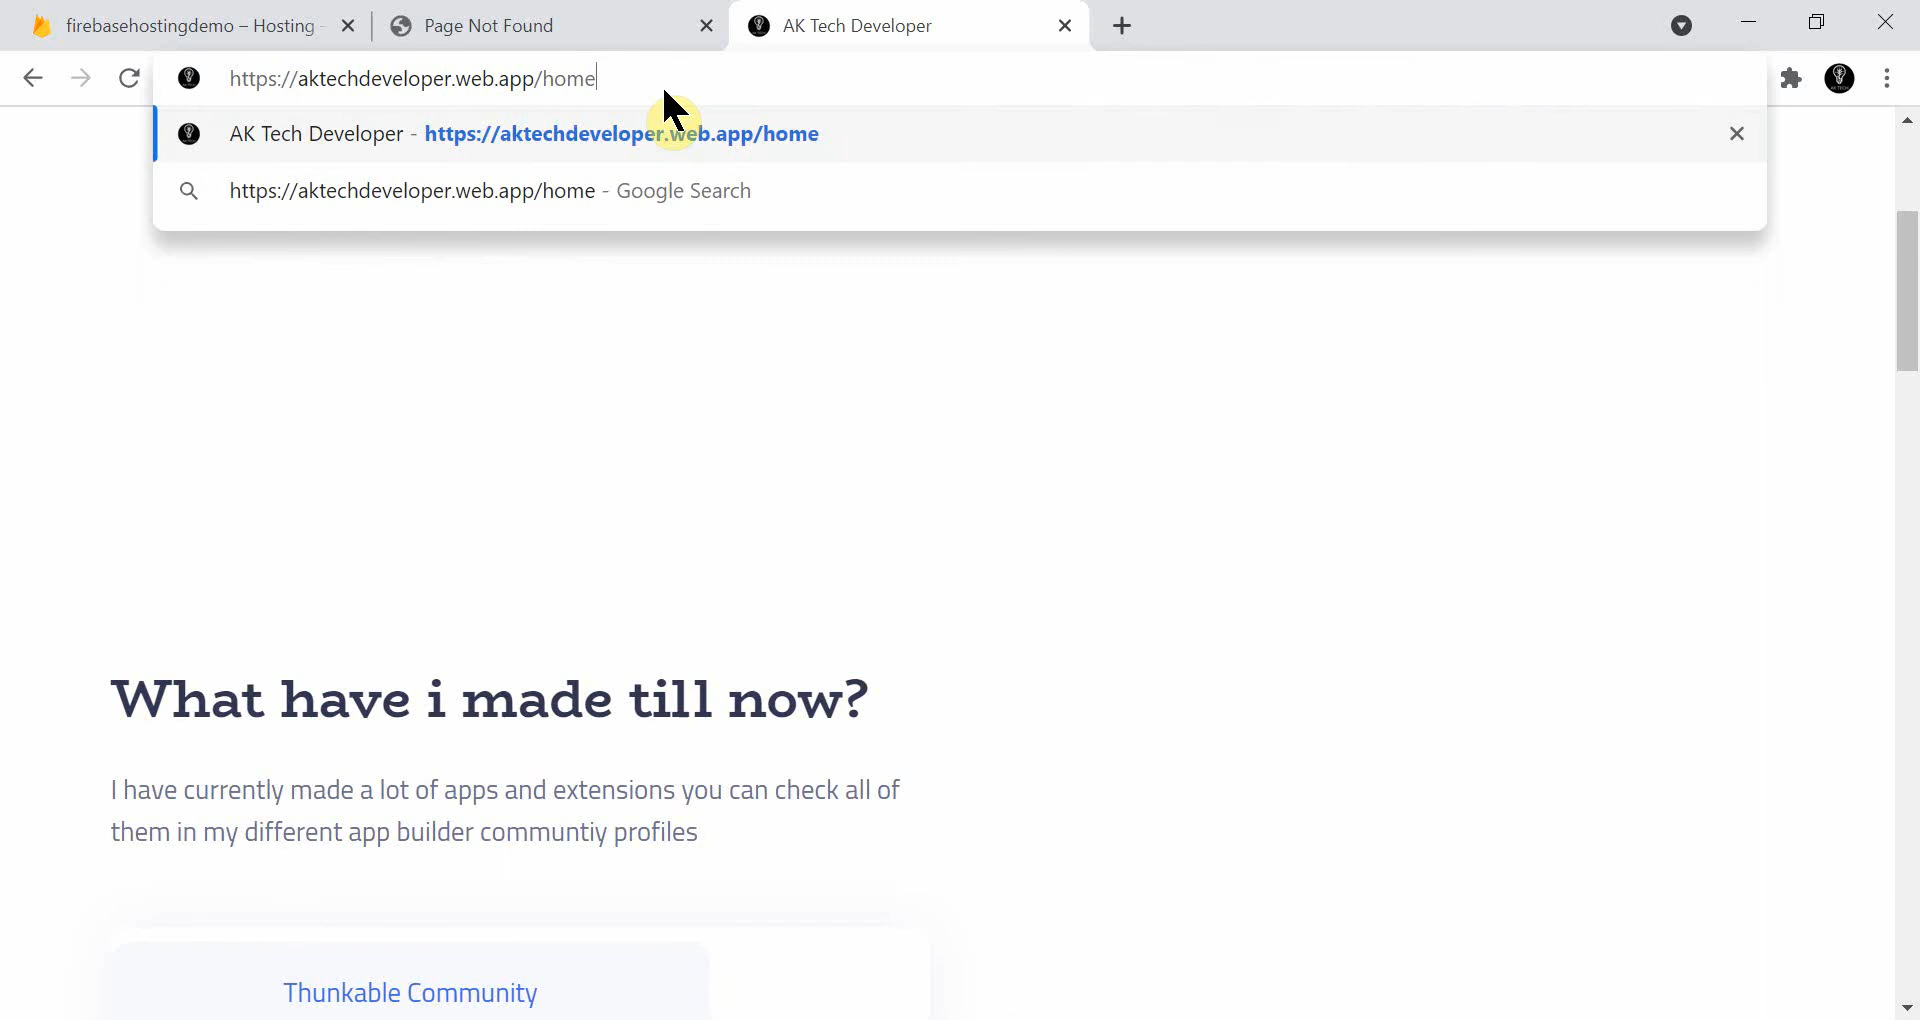 firebasehostingdemo – Hosting -
Page Not Found
AK Tech Developer
https://aktechdeveloper.web.app/home
AK Tech Developer - https://aktechdeveloper.web.app/home
https://aktechdeveloper.web.app/home - Google Search
What have i made till now?
I have currently made a lot of apps and extensions you can check all of
them in my different app builder communtiy profiles
Thunkable Community